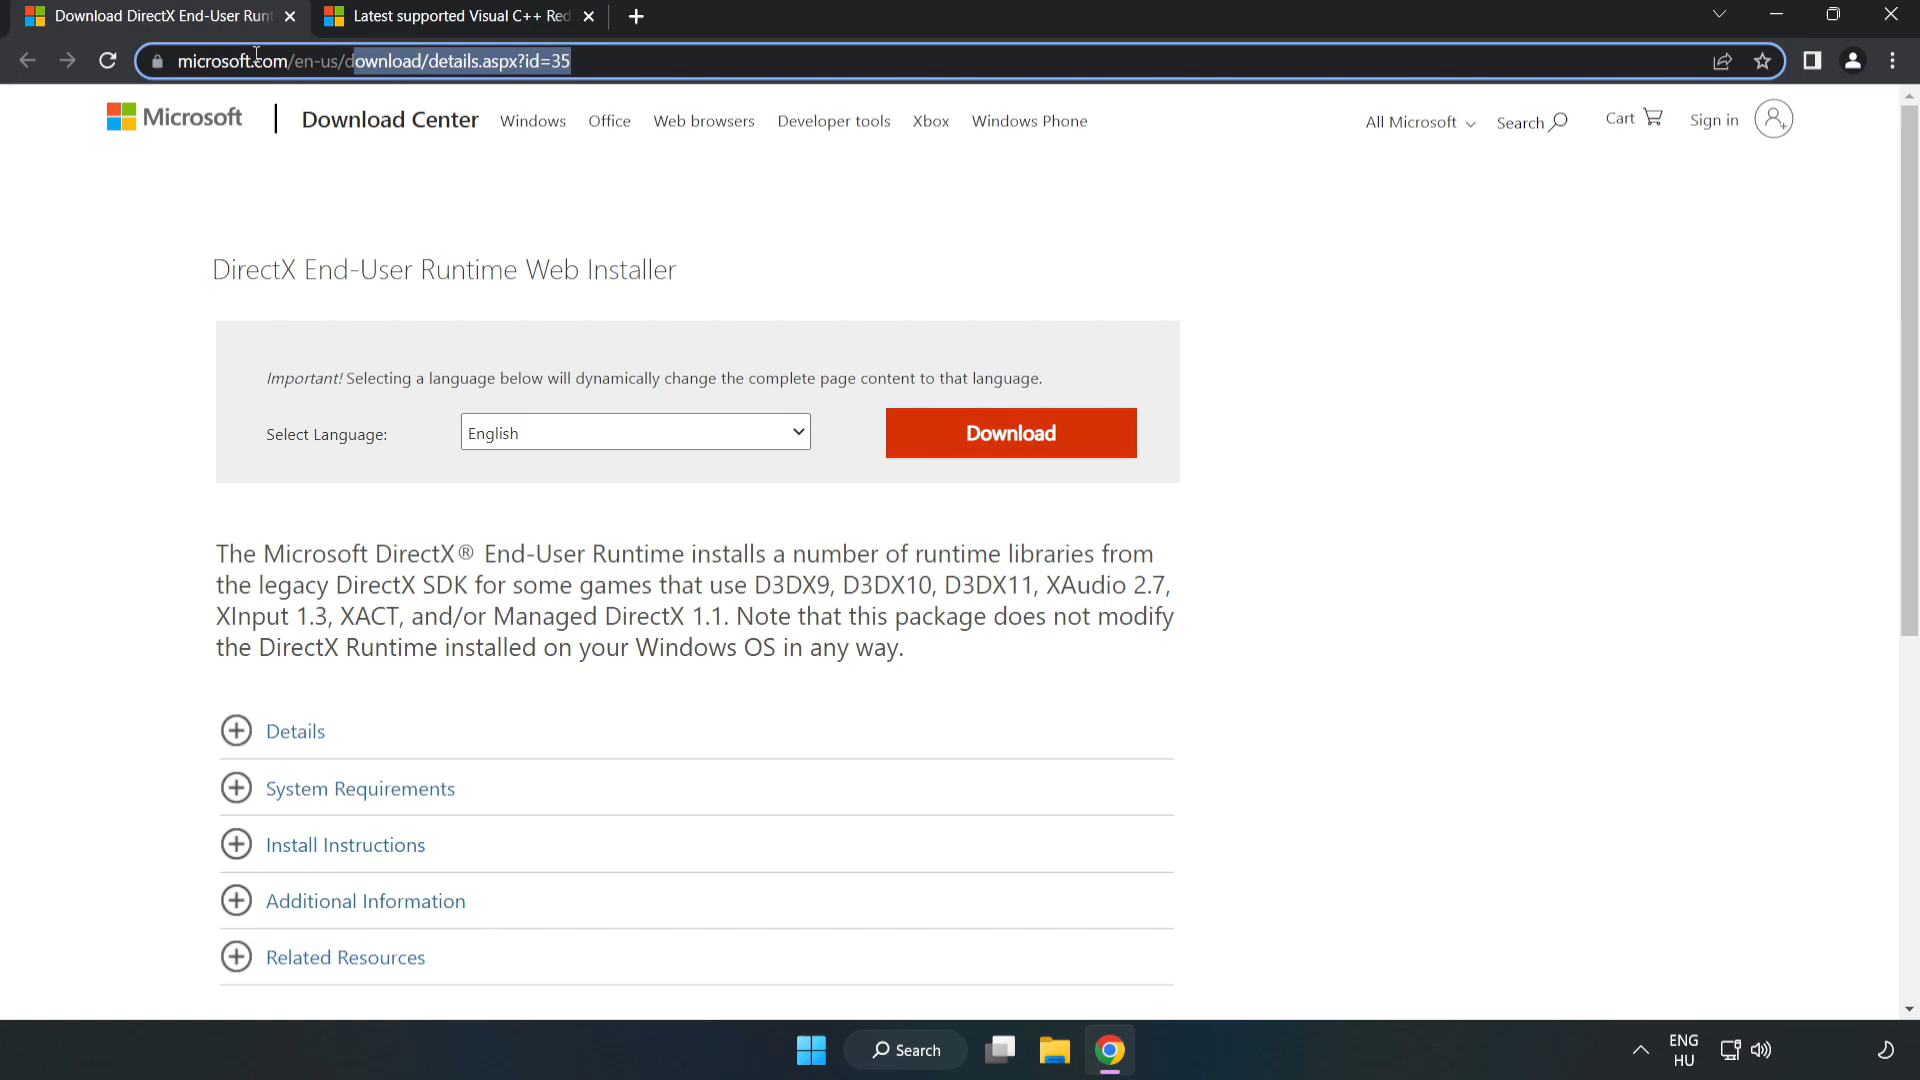 Download DirectX End-User Runt
Latest supported Visual C++ Red
microsoft.com/en-us/download/details.aspx?id=35
Microsoft
Download Center
Windows
Office
Web browsers
Developer tools
Xbox
Windows Phone
All Microsoft
Search
Cart
Sign in
DirectX End-User Runtime Web Installer
Important! Selecting a language below will dynamically change the complete page content to that language.
Select Language:
English
Download
The Microsoft DirectX® End-User Runtime installs a number of runtime libraries from
the legacy DirectX SDK for some games that use D3DX9, D3DX10, D3DX11, XAudio 2.7,
XInput 1.3, XACT, and/or Managed DirectX 1.1. Note that this package does not modify
the DirectX Runtime installed on your Windows OS in any way.
Details
System Requirements
Install Instructions
Additional Information
Related Resources
Search
ENG
HU